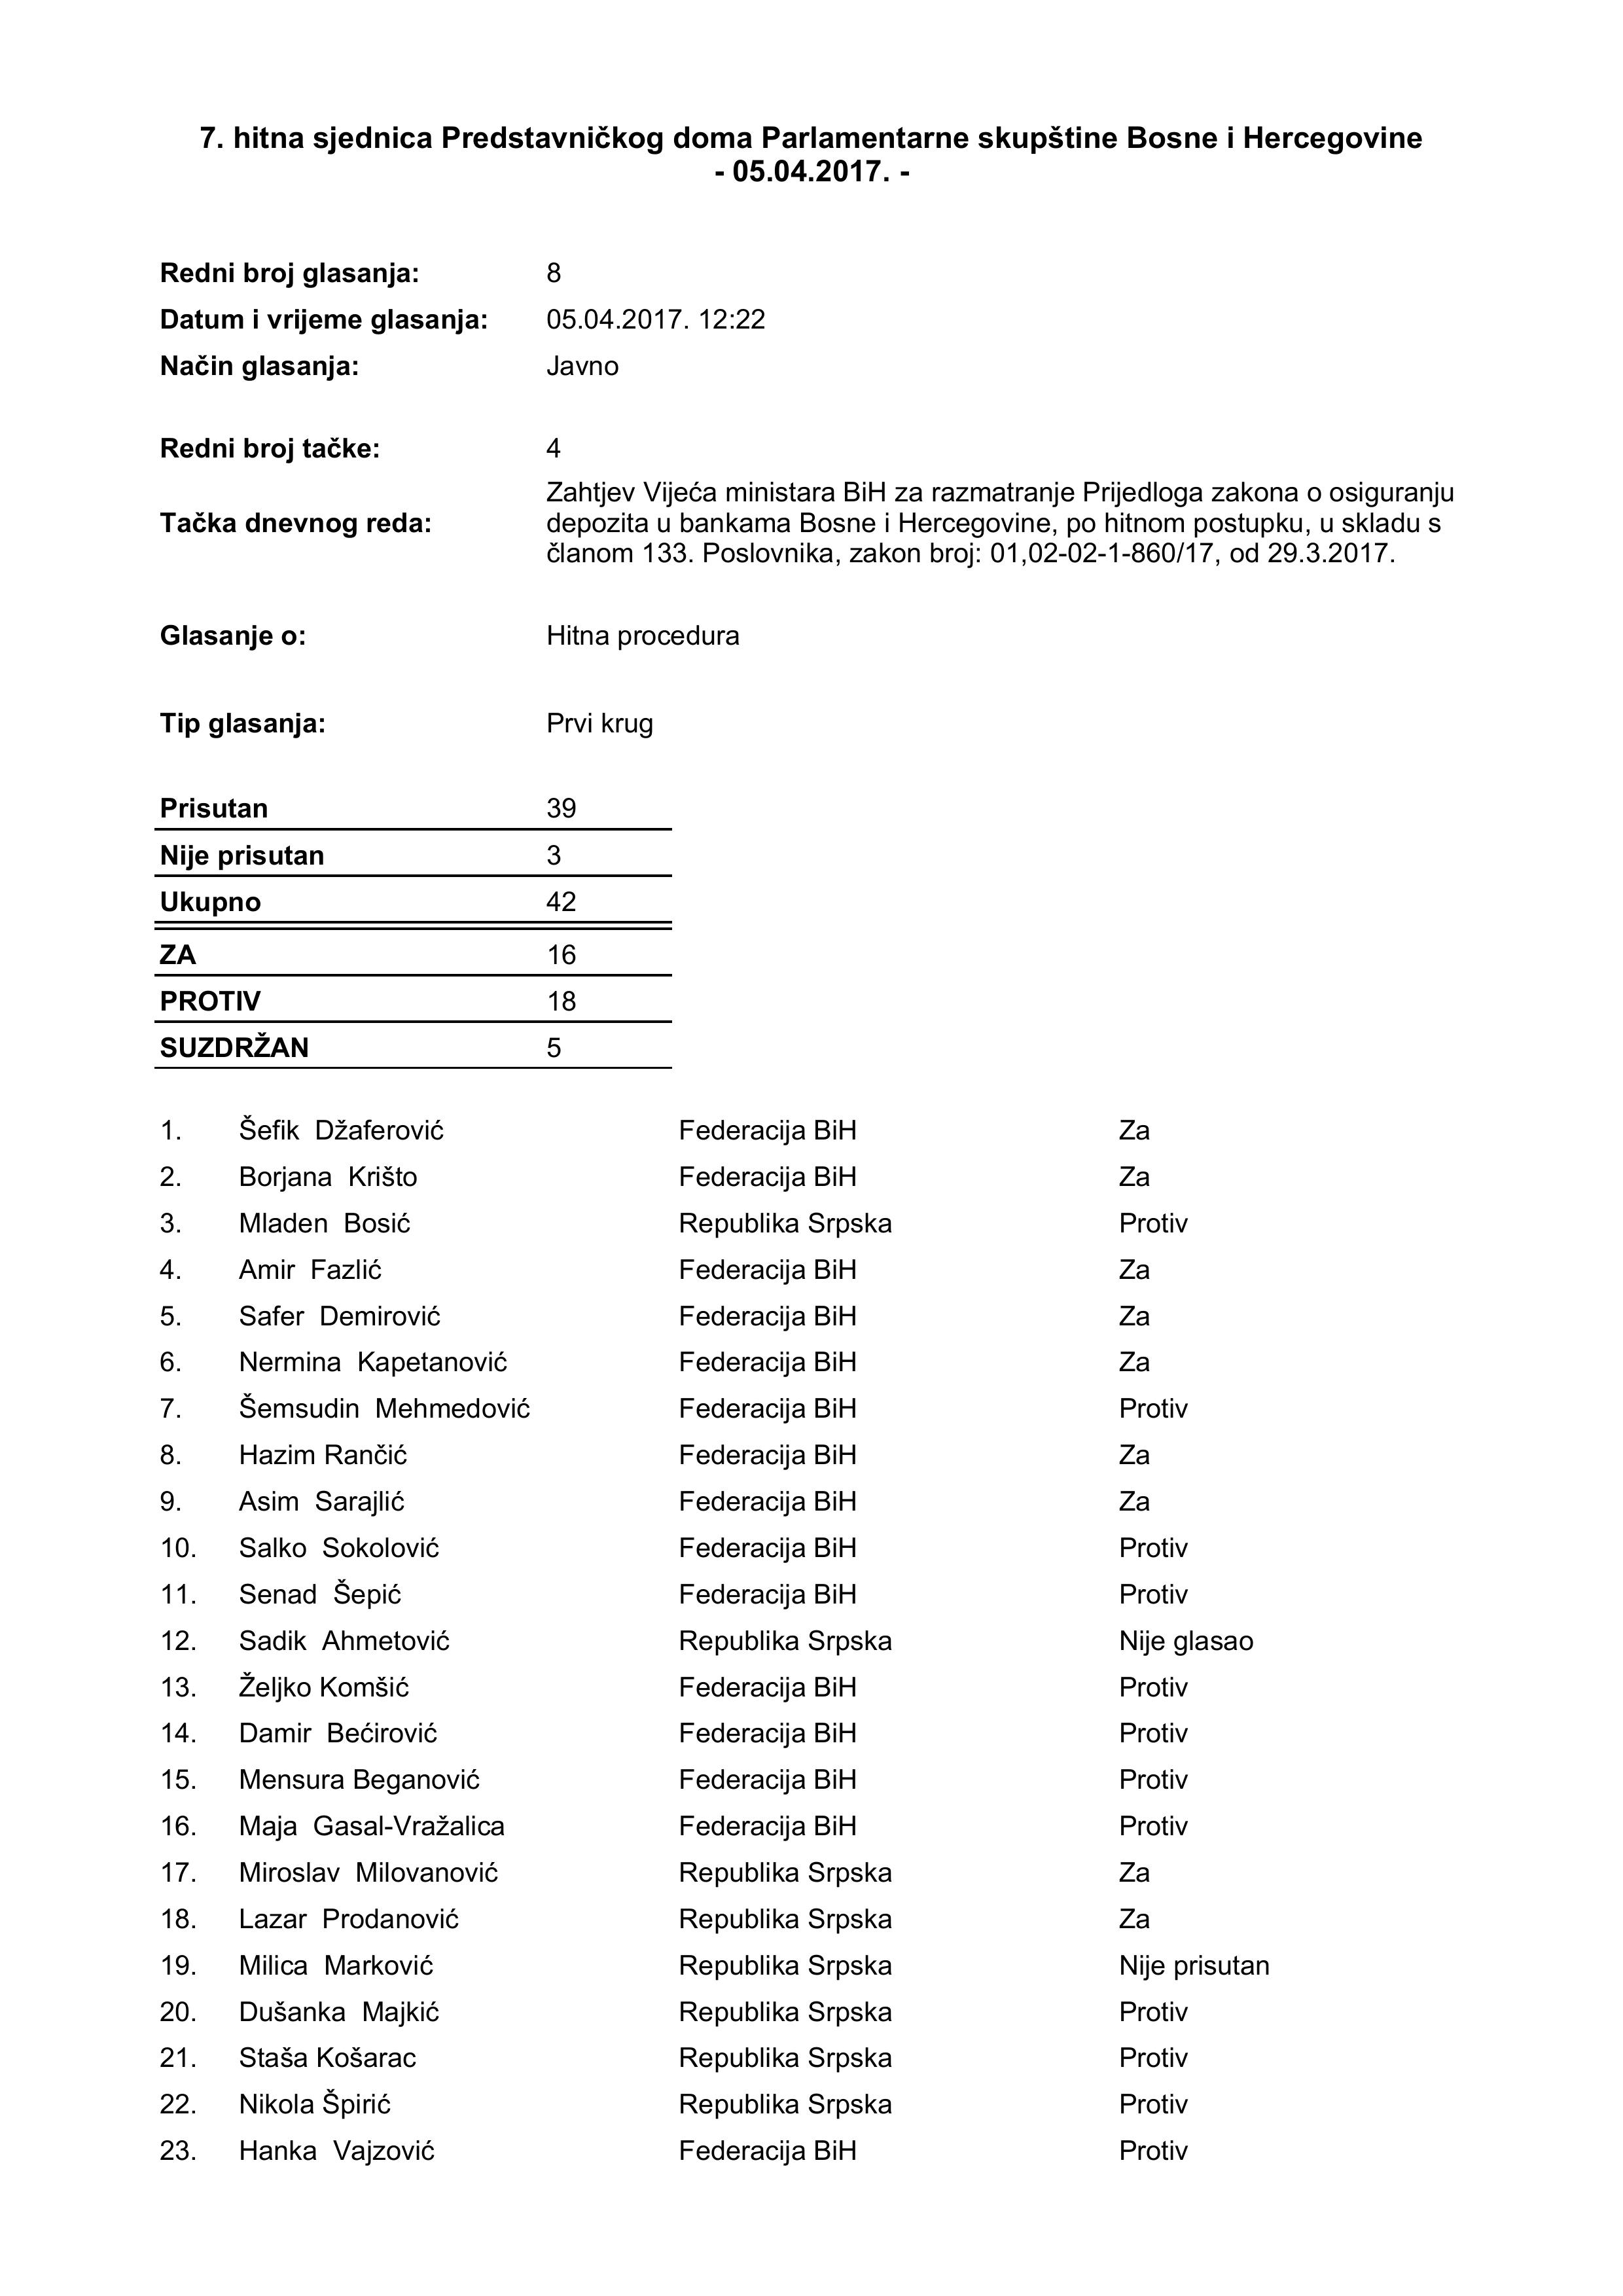 7. hitna sjednica Predstavničkog doma Parlamentarne skupštine Bosne i Hercegovine
- 05.04.2017. -
Redni broj glasanja: 8
Datum i vrijeme glasanja: 05.04.2017. 12:22
Način glasanja: Javno
Redni broj tačke: 4
Tačka dnevnog reda: Zahtjev Vijeća ministara BiH za razmatranje Prijedloga zakona o osiguranju
depozita u bankama Bosne i Hercegovine, po hitnom postupku, u skladu s
članom 133. Poslovnika, zakon broj: 01,02-02-1-860/17, od 29.3.2017.
Glasanje o: Hitna procedura
Tip glasanja: Prvi krug
Prisutan 39
Nije prisutan 3
Ukupno 42
ZA 16
PROTIV 18
SUZDRŽAN 5
1. Šefik Džaferović Federacija BiH Za
2. Borjana Krišto Federacija BiH Za
3. Mladen Bosić Republika Srpska Protiv
4. Amir Fazlić Federacija BiH Za
5. Safer Demirović Federacija BiH Za
6. Nermina Kapetanović Federacija BiH Za
7. Šemsudin Mehmedović Federacija BiH Protiv
8. Hazim Rančić Federacija BiH Za
9. Asim Sarajlić Federacija BiH Za
10. Salko Sokolović Federacija BiH Protiv
11. Senad Šepić Federacija BiH Protiv
12. Sadik Ahmetović Republika Srpska Nije glasao
13. Željko Komšić Federacija BiH Protiv
14. Damir Bećirović Federacija BiH Protiv
15. Mensura Beganović Federacija BiH Protiv
16. Maja Gasal-Vražalica Federacija BiH Protiv
17. Miroslav Milovanović Republika Srpska Za
18. Lazar Prodanović Republika Srpska Za
19. Milica Marković Republika Srpska Nije prisutan
20. Dušanka Majkić Republika Srpska Protiv
21. Staša Košarac Republika Srpska Protiv
22. Nikola Špirić Republika Srpska Protiv
23. Hanka Vajzović Federacija BiH Protiv